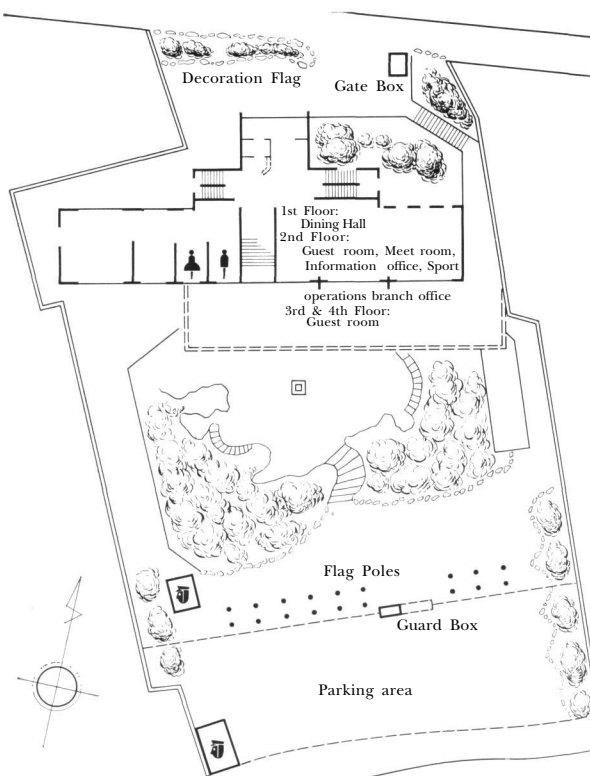 Decoration Flag
Gate Box
1st Floor:
Dining Hall
2nd Floor:
Guest room, Meet room,
Information office, Sport
operations branch office
3rd & 4th Floor:
Guest room
Flag Poles
Guard Box
Parking area